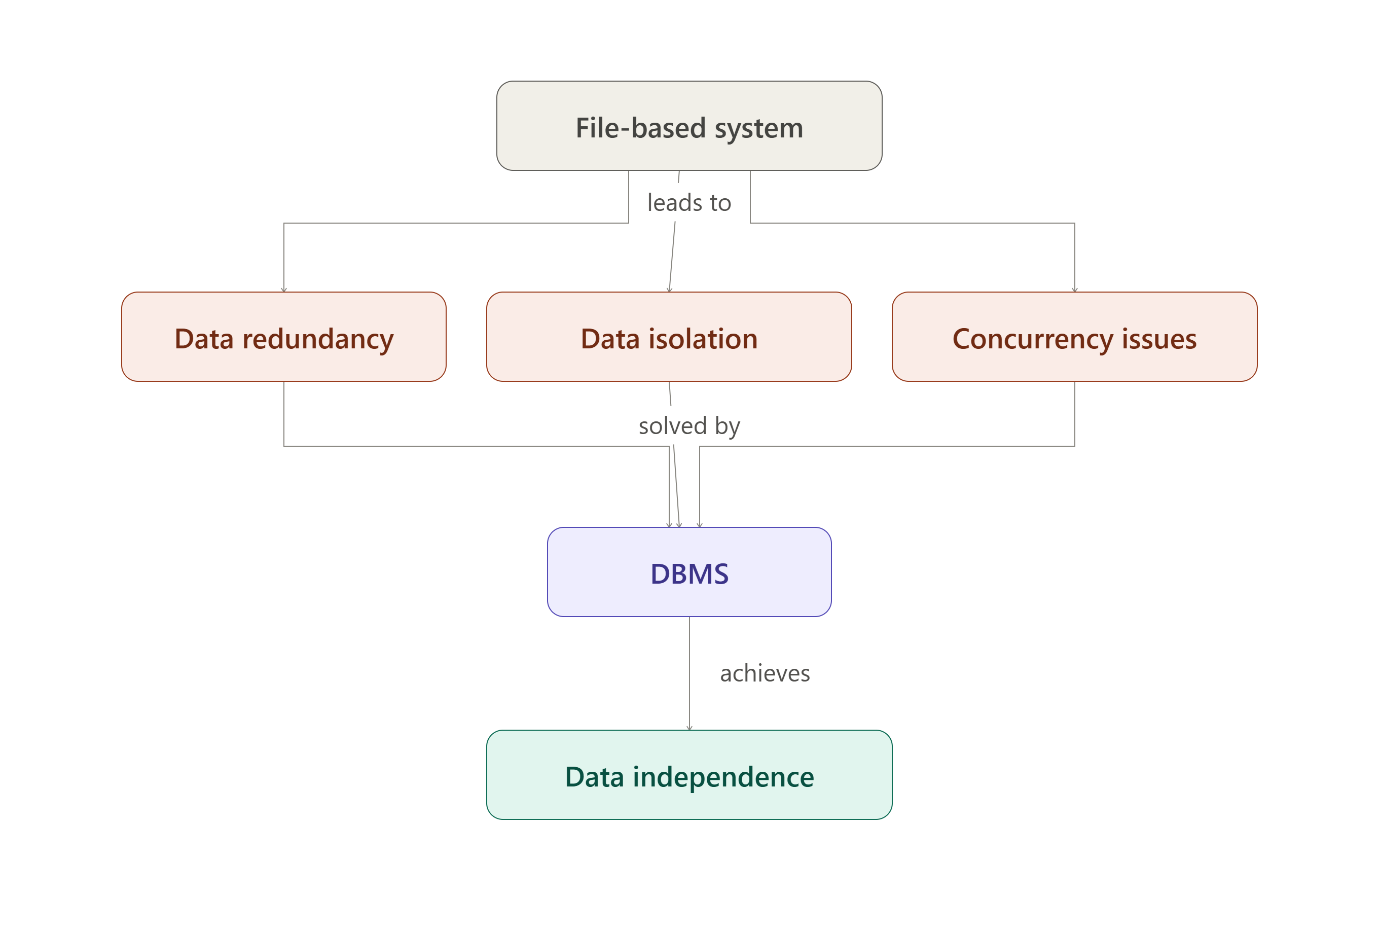 File-based system
leads to
Data redundancy
Data isolation
Concurrency issues
solved by
DBMS
achieves
Data independence